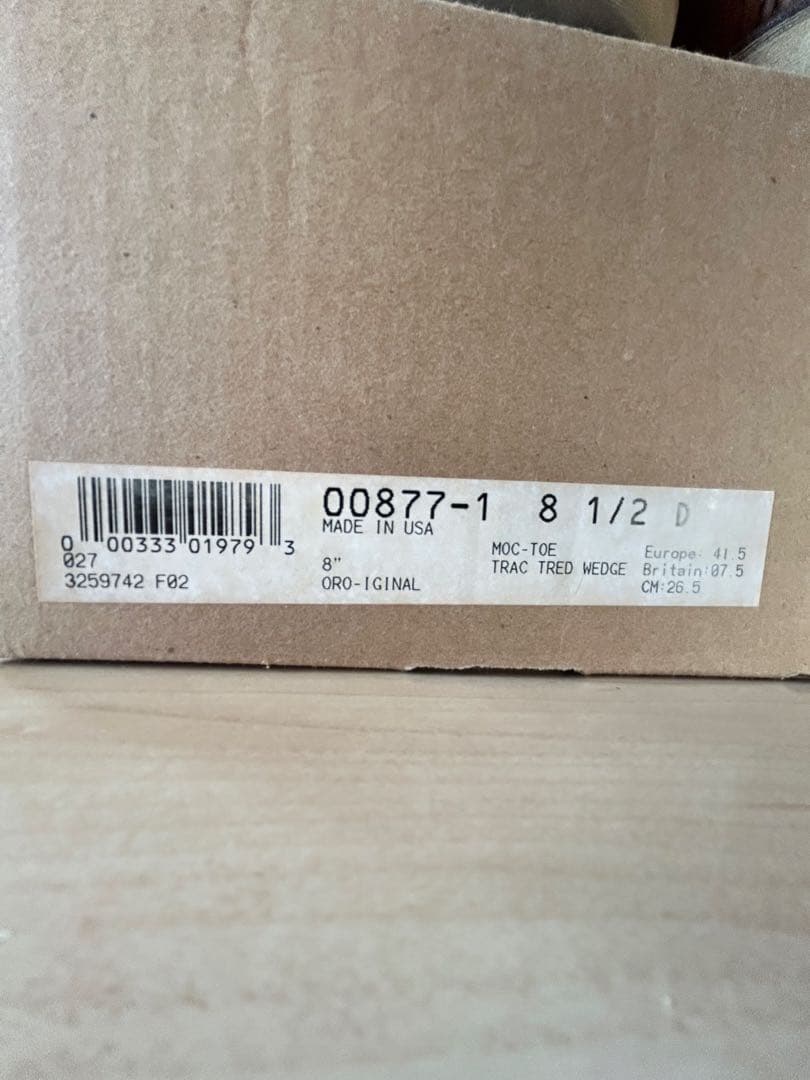 00877-1 8 1/2 D
MADE IN USA
0 00333 01979 3
027
3259742 F02
8"
ORO-IGINAL
MOC-TOE
TRAC TRED WEDGE
Europe: 41.5
Britain:07.5
CM:26.5